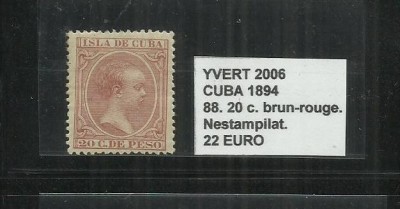 ISLA DE CUBA
20 C. DE PESO
YVERT 2006
CUBA 1894
88. 20 c. brun-rouge.
Nestampilat.
22 EURO